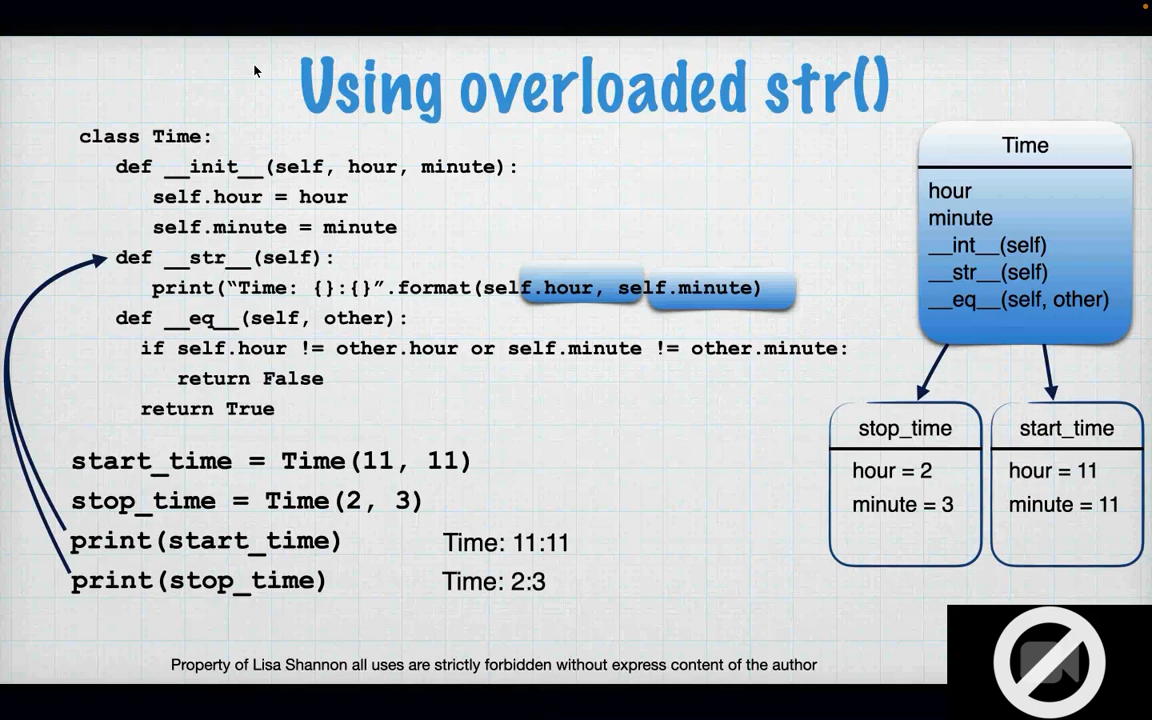 Using overloaded str()
class Time:
def __init__(self, hour, minute):
self.hour = hour
self.minute = minute
def __str__(self):
print(“Time: {}:{}”.format(self.hour, self.minute)
def __eq__(self, other):
if self.hour != other.hour or self.minute != other.minute:
return False
return True
start_time = Time(11, 11)
stop_time = Time(2, 3)
print(start_time)
Time: 11:11
print(stop_time)
Time: 2:3
Time
hour
minute
__int__(self)
__str__(self)
__eq__(self, other)
stop_time
hour = 2
minute = 3
start_time
hour = 11
minute = 11
Property of Lisa Shannon all uses are strictly forbidden without express content of the author